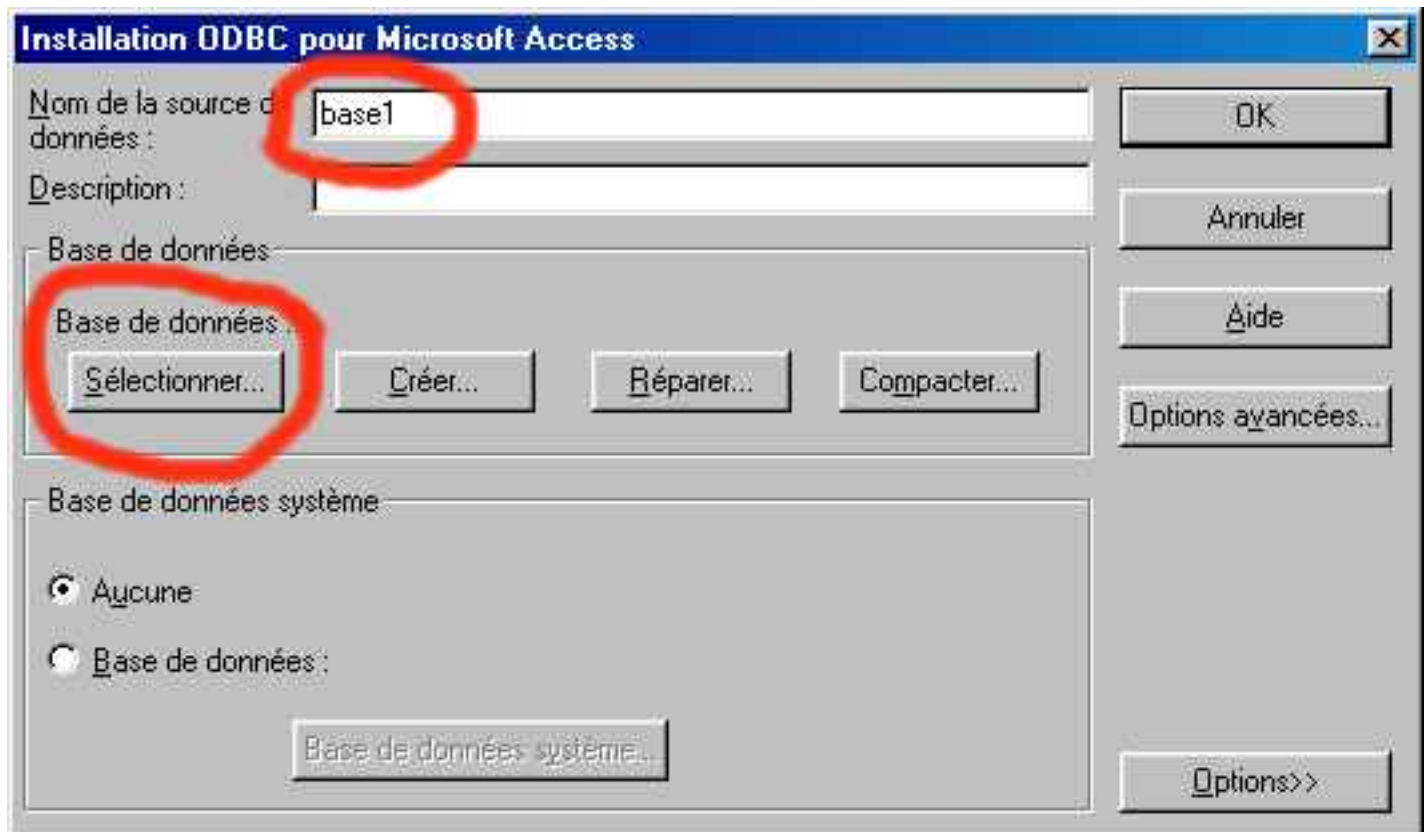 Installation ODBC pour Microsoft Access
Nom de la source d
données :
base1
OK
Description :
Annuler
Base de données
Base de données :
Aide
Sélectionner...
Créer...
Réparer...
Compacter...
Options avancées...
Base de données système
Aucune
Base de données :
Base de données système...
Options>>